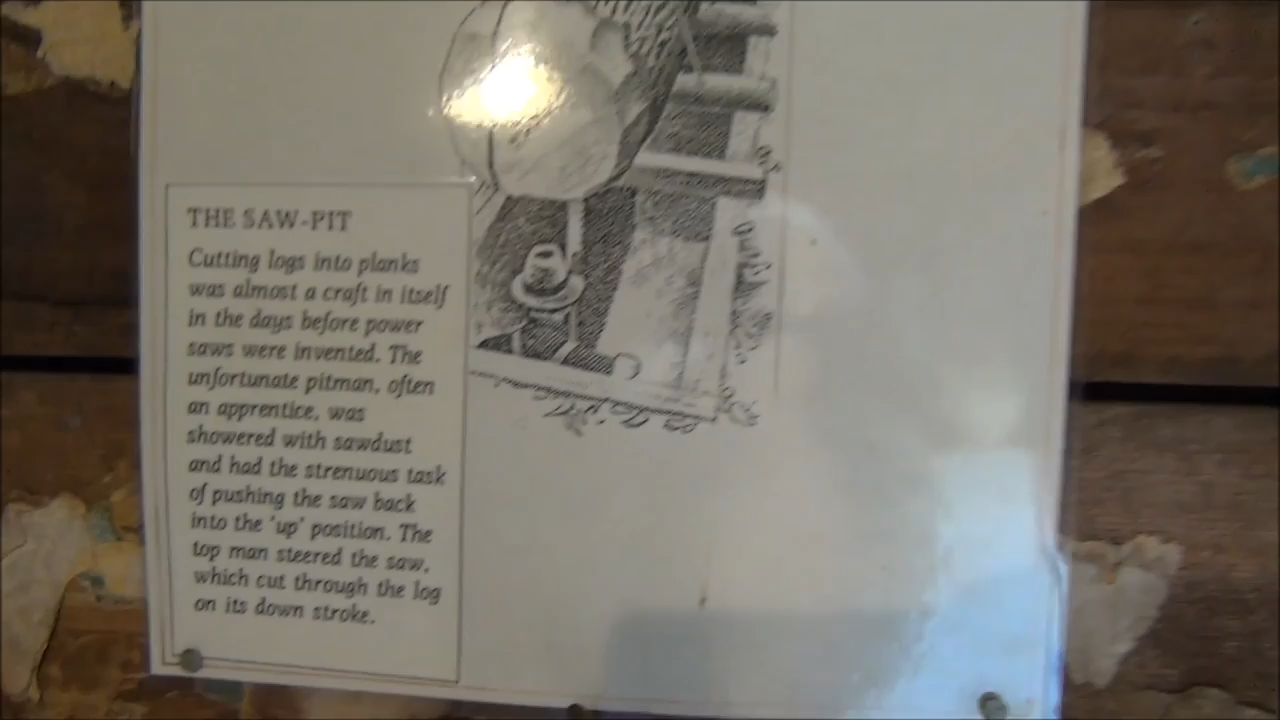 THE SAW-PIT
Cutting logs into planks
was almost a craft in itself
in the days before power
saws were invented. The
unfortunate pitman, often
an apprentice, was
showered with sawdust
and had the strenuous task
of pushing the saw back
into the 'up' position. The
top man steered the saw,
which cut through the log
on its down stroke.